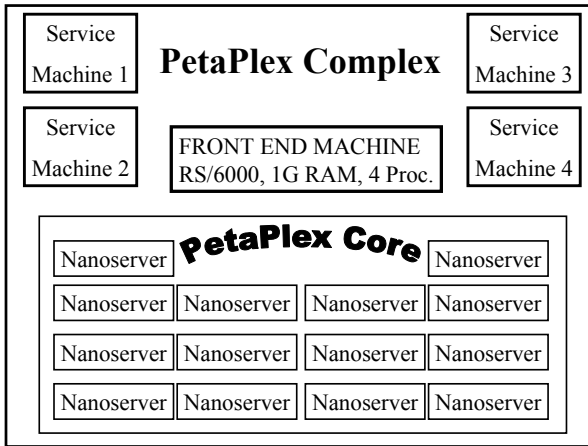 Service
Machine 1
PetaPlex Complex
Service
Machine 3
Service
Machine 2
FRONT END MACHINE
RS/6000, 1G RAM, 4 Proc.
Service
Machine 4
PetaPlex Core
Nanoserver Nanoserver
Nanoserver Nanoserver Nanoserver Nanoserver
Nanoserver Nanoserver Nanoserver Nanoserver
Nanoserver Nanoserver Nanoserver Nanoserver